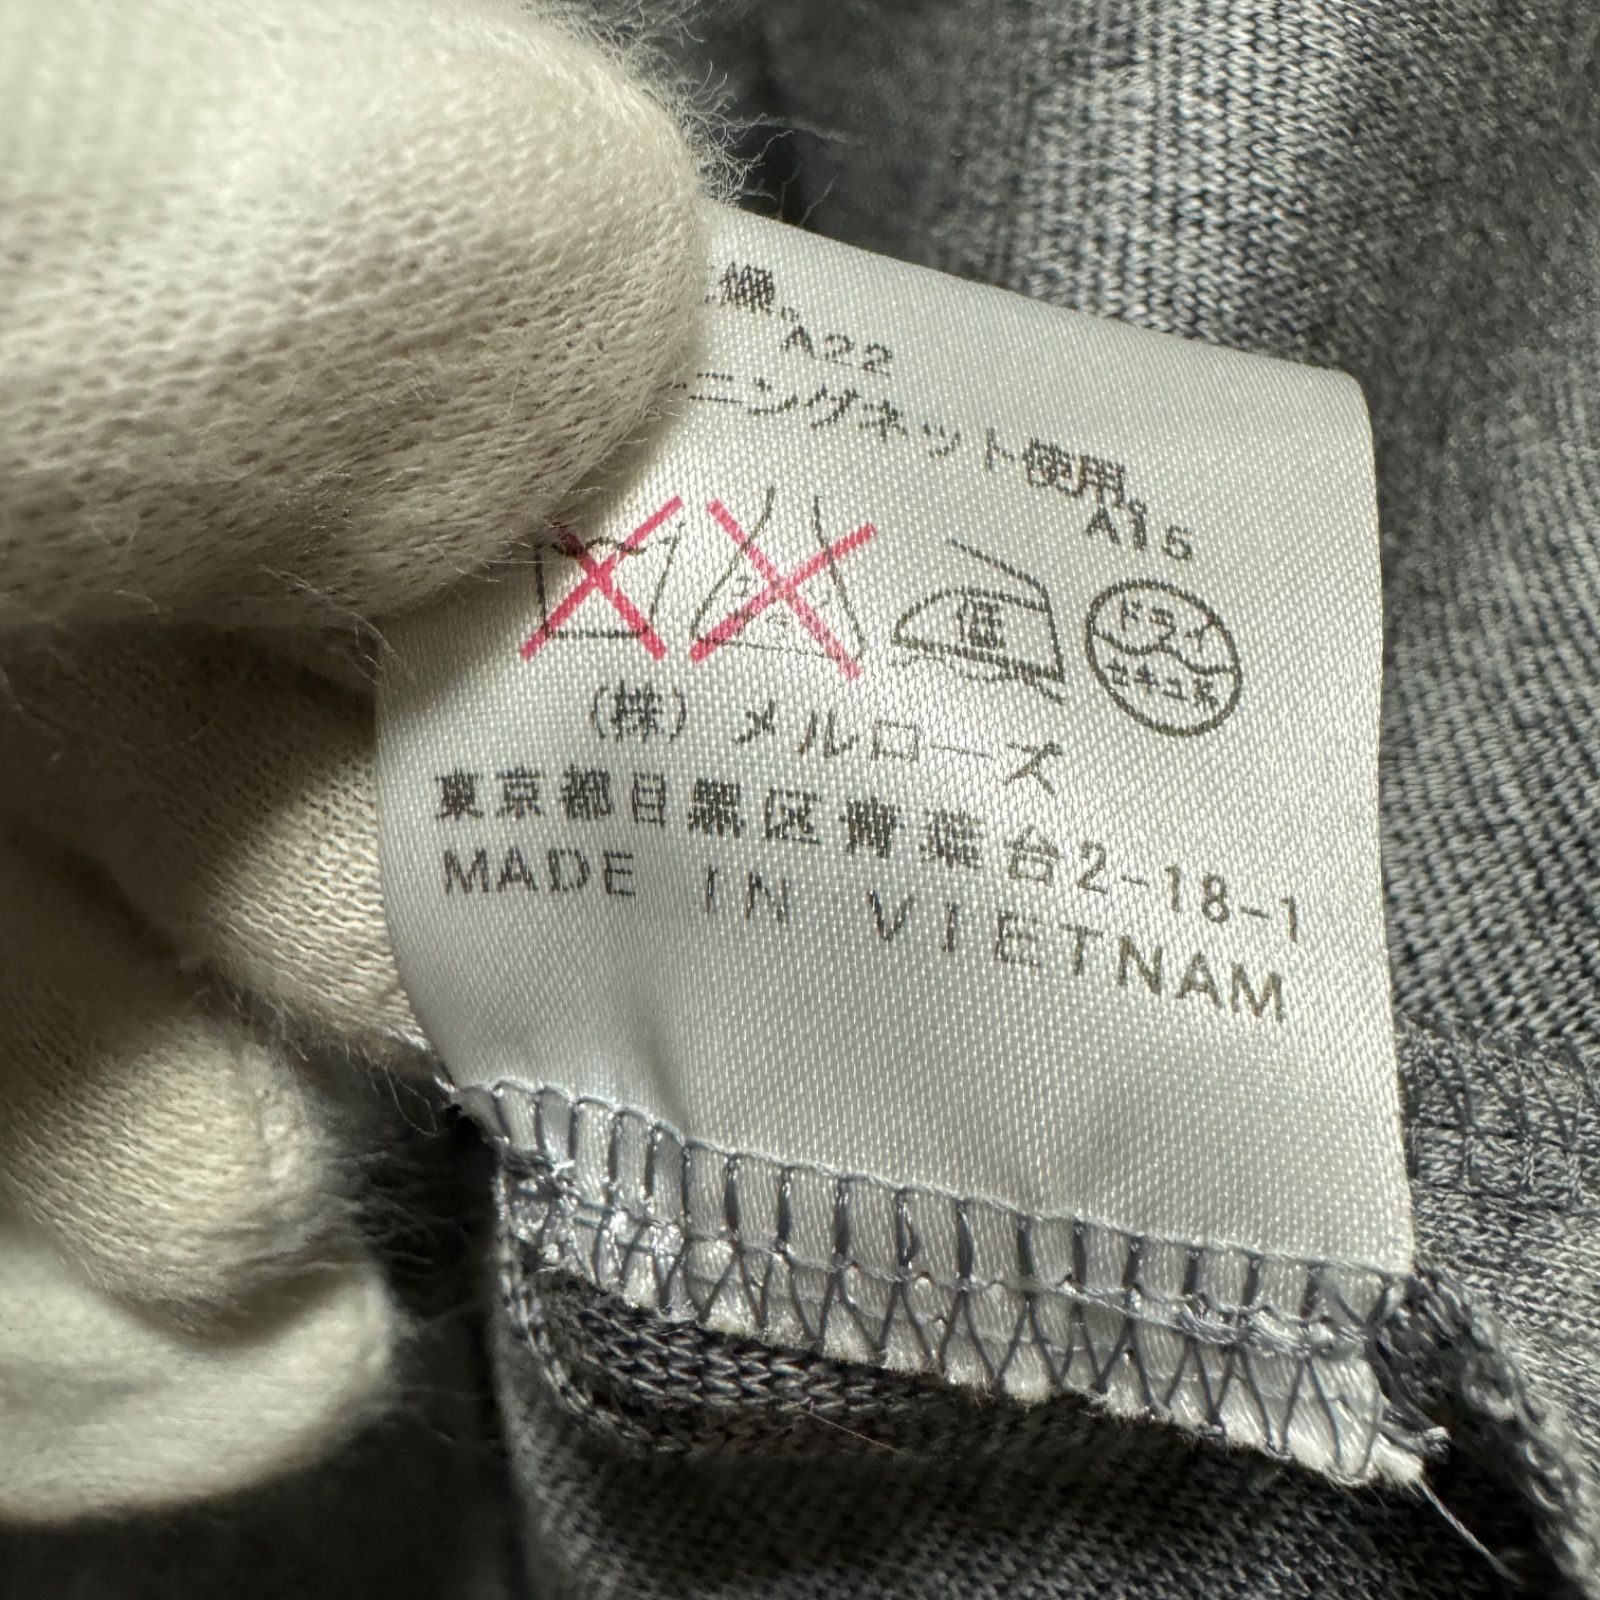 機。
A22
ーニングネット使用。
A15
低
ドライ
セキユ系
(株) メルローズ
東京都目黒区青葉台2-18-1
MADE IN VIETNAM